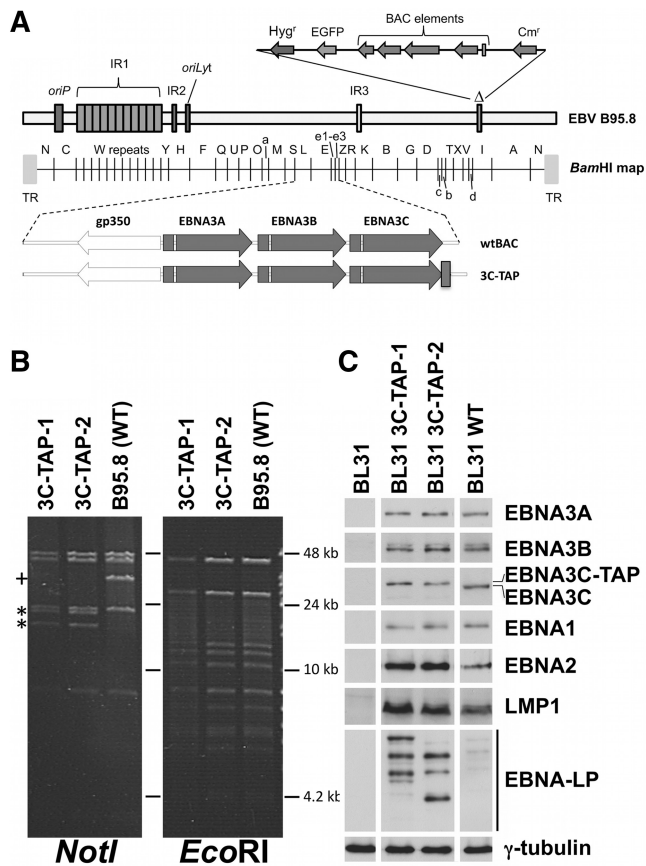 A
Hygʳ EGFP BAC elements Cmʳ
oriP IR1 IR2 oriLyt IR3 Δ EBV B95.8
N C W repeats Y H F Q U P O a M S L E e1-e3 Z R K B G D c b T X V d I A N BamHI map
TR TR
gp350 EBNA3A EBNA3B EBNA3C wtBAC
3C-TAP
B
3C-TAP-1
3C-TAP-2
B95.8 (WT)
3C-TAP-1
3C-TAP-2
B95.8 (WT)
+
*
*
48 kb
24 kb
10 kb
4.2 kb
NotI
EcoRI
C
BL31
BL31 3C-TAP-1
BL31 3C-TAP-2
BL31 WT
EBNA3A
EBNA3B
EBNA3C-TAP
EBNA3C
EBNA1
EBNA2
LMP1
EBNA-LP
γ-tubulin